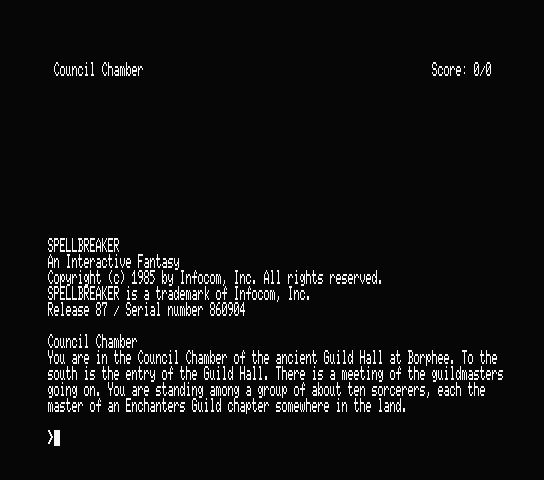 Council Chamber Score: 0/0
SPELLBREAKER
An Interactive Fantasy
Copyright (c) 1985 by Infocom, Inc. All rights reserved.
SPELLBREAKER is a trademark of Infocom, Inc.
Release 87 / Serial number 860904
Council Chamber
You are in the Council Chamber of the ancient Guild Hall at Borphee. To the
south is the entry of the Guild Hall. There is a meeting of the guildmasters
going on. You are standing among a group of about ten sorcerers, each the
master of an Enchanters Guild chapter somewhere in the land.
>